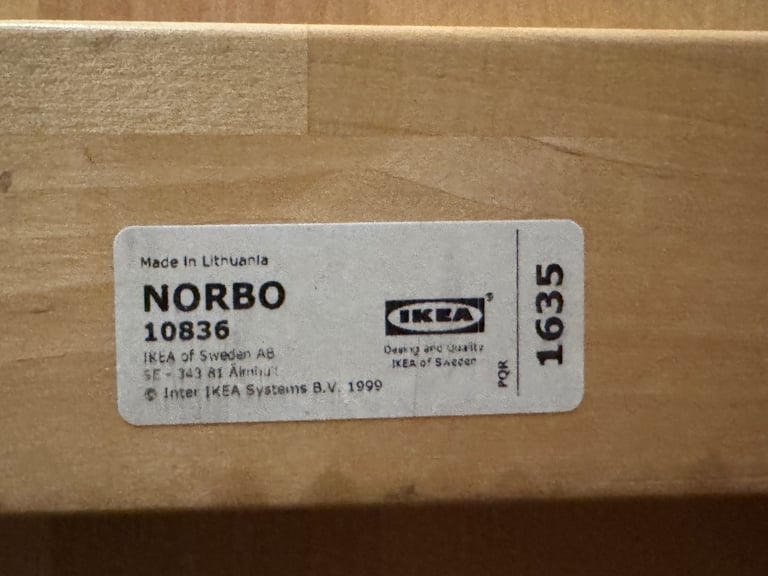 Made in Lithuania
NORBO
10836
IKEA of Sweden AB
SE - 343 81 Älmhult
© Inter IKEA Systems B.V. 1999
IKEA®
Design and Quality
IKEA of Sweden
PQR
1635